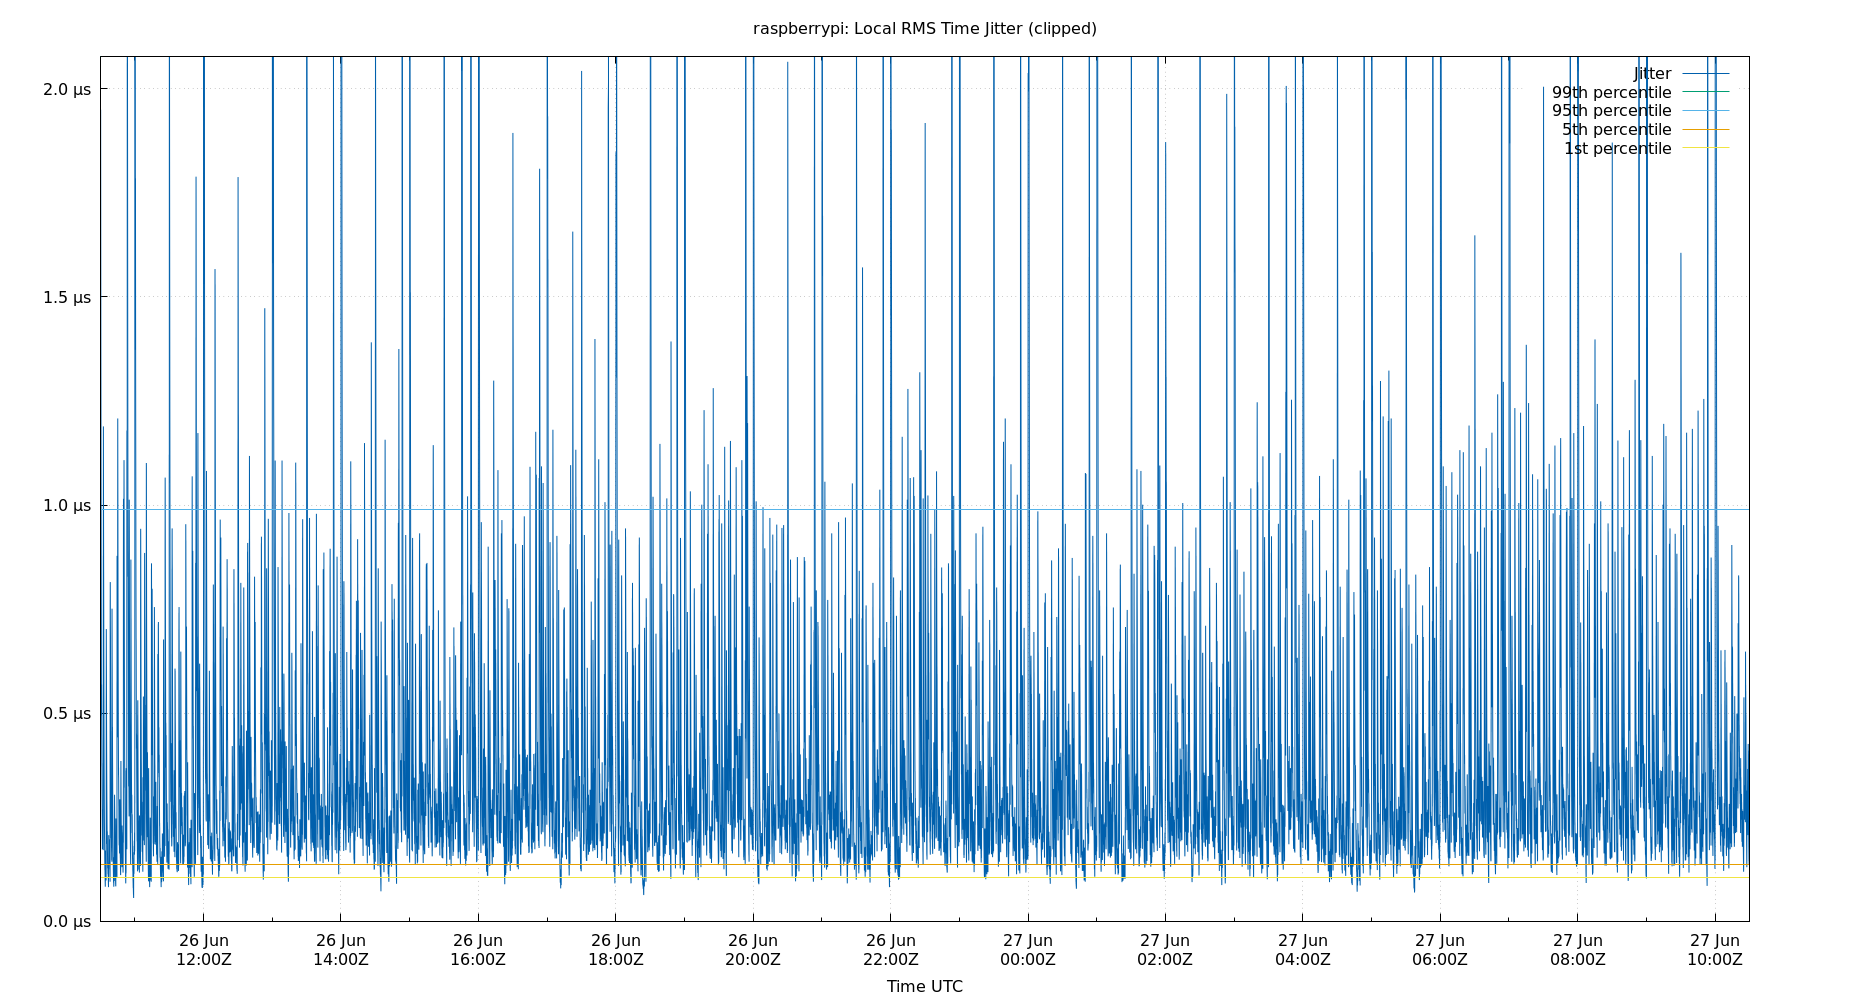 raspberrypi: Local RMS Time Jitter (clipped)
Jitter
99th percentile
95th percentile
5th percentile
1st percentile
2.0 µs
1.5 µs
1.0 µs
0.5 µs
0.0 µs
26 Jun 26 Jun 26 Jun 26 Jun 26 Jun 26 Jun 27 Jun 27 Jun 27 Jun 27 Jun 27 Jun 27 Jun
12:00Z 14:00Z 16:00Z 18:00Z 20:00Z 22:00Z 00:00Z 02:00Z 04:00Z 06:00Z 08:00Z 10:00Z
Time UTC